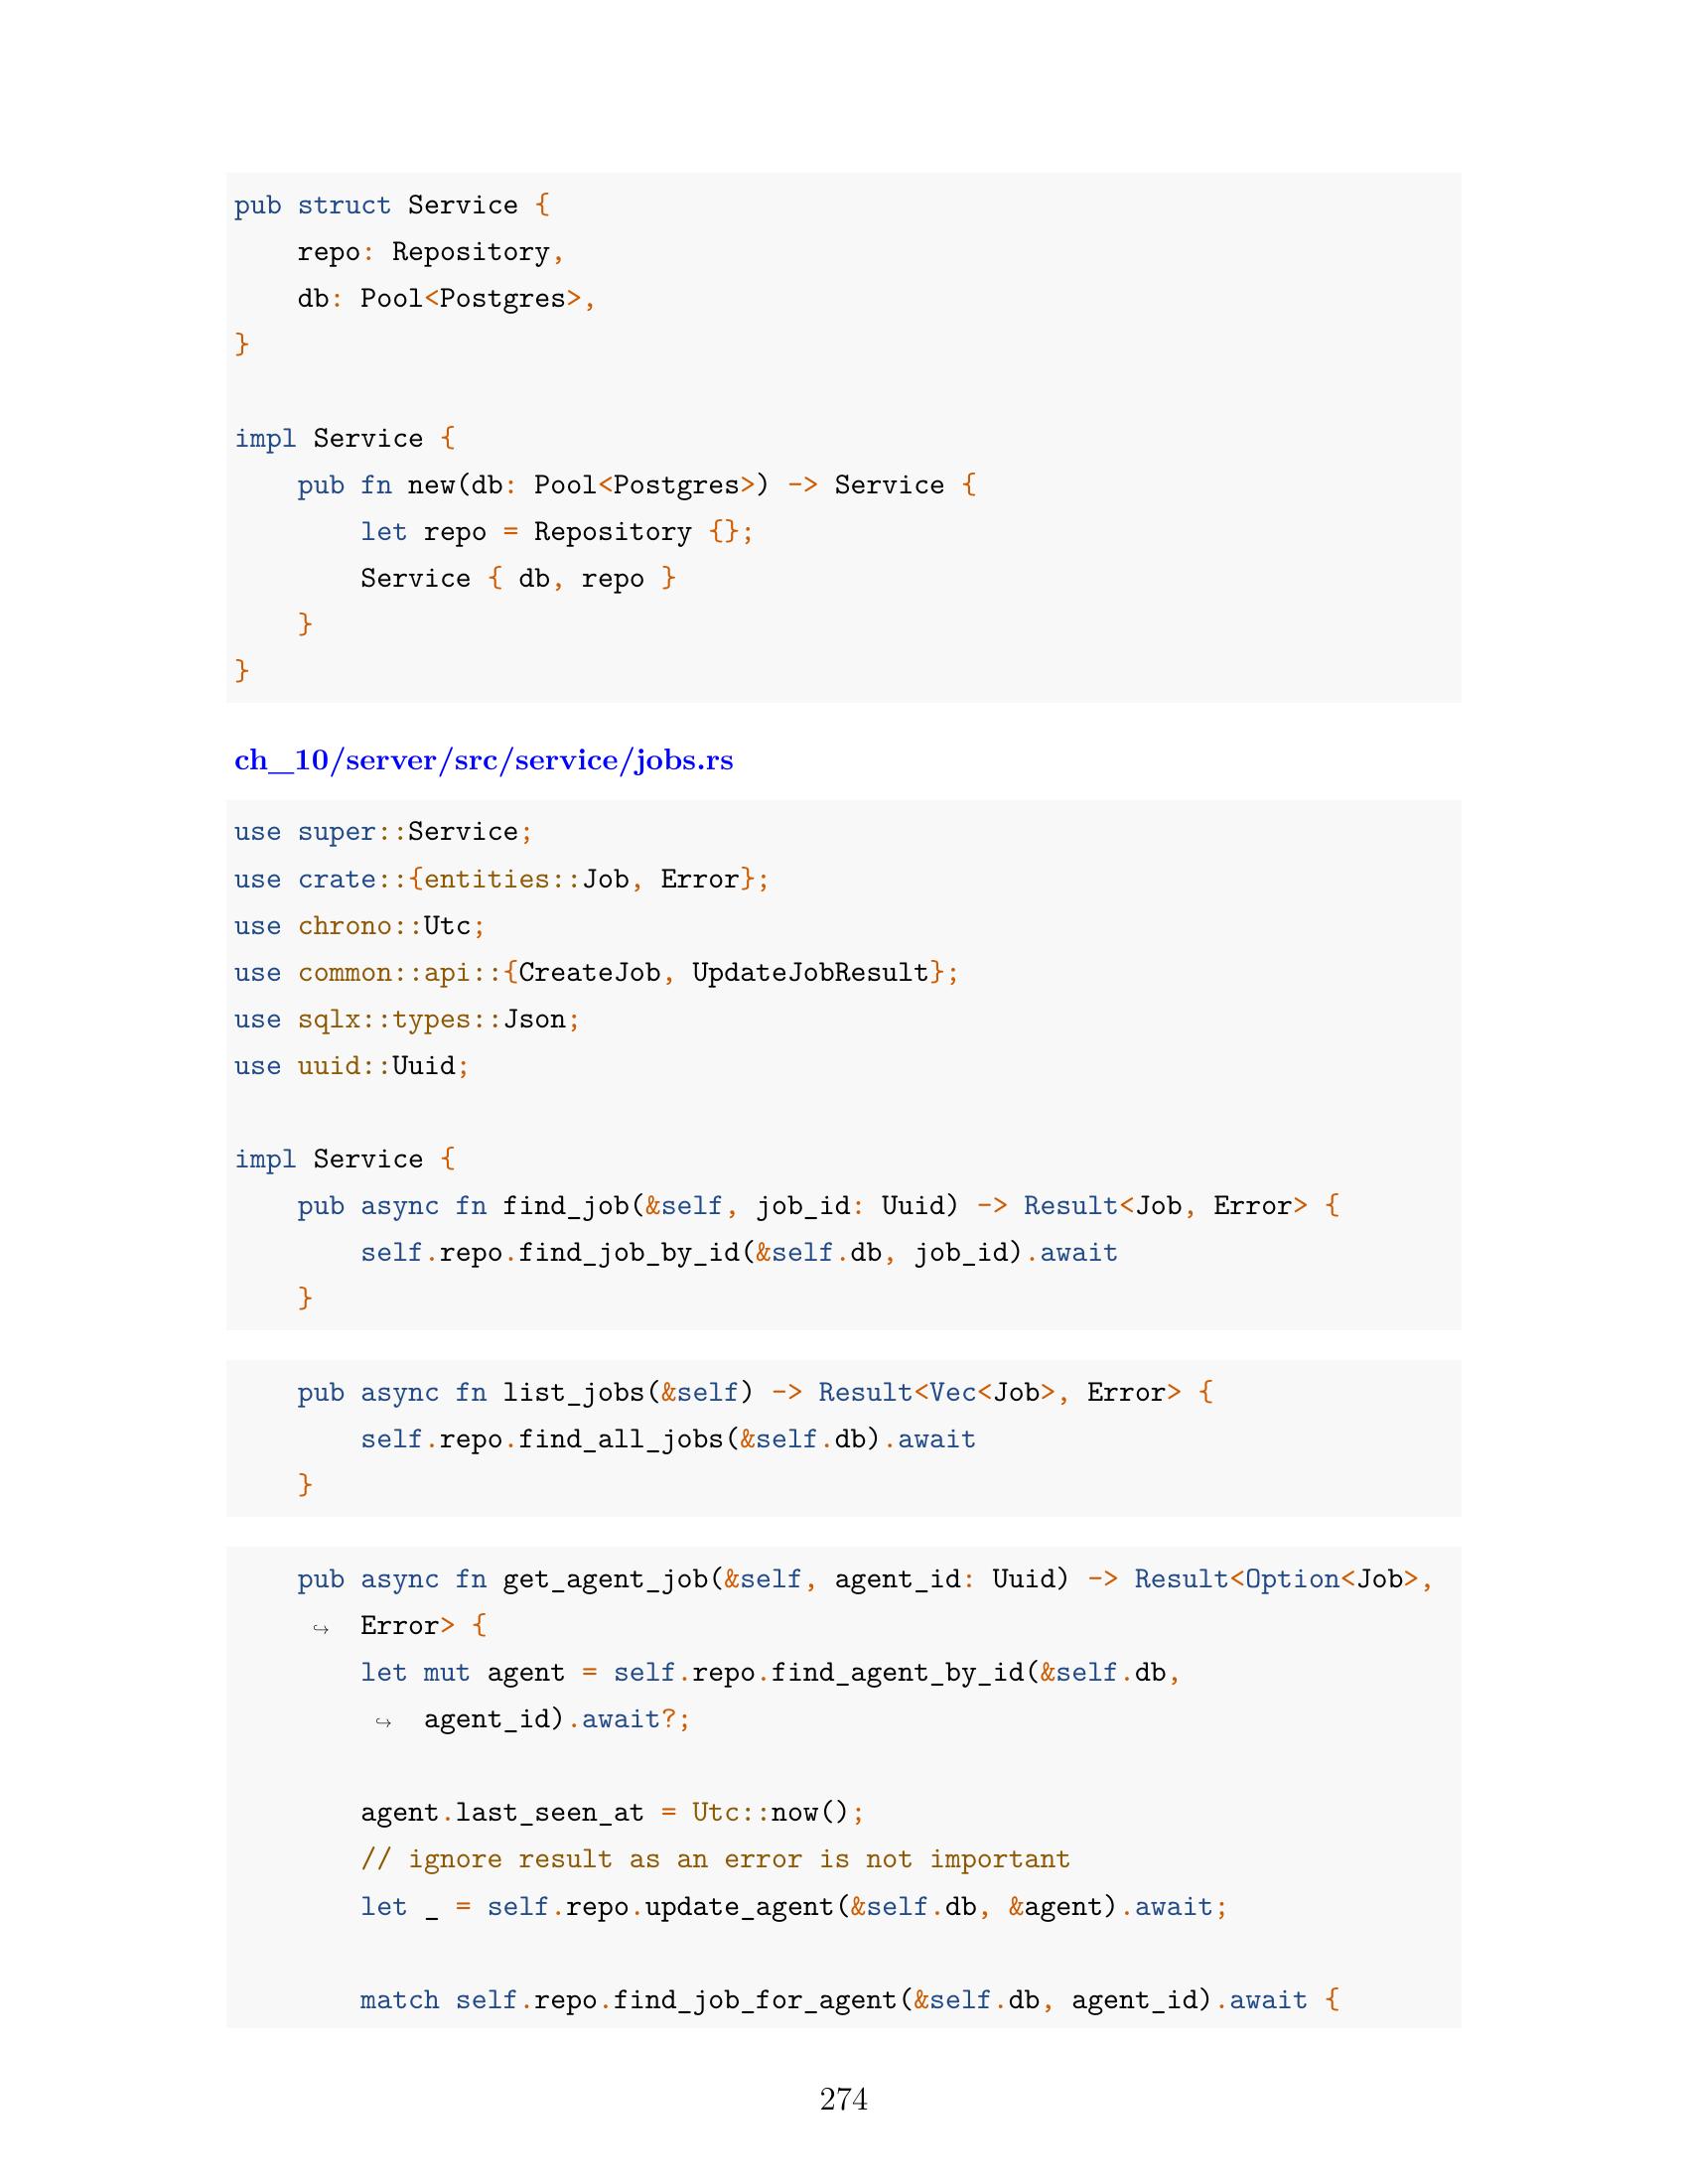 pub struct Service {
    repo: Repository,
    db: Pool<Postgres>,
}

impl Service {
    pub fn new(db: Pool<Postgres>) -> Service {
        let repo = Repository {};
        Service { db, repo }
    }
}

ch_10/server/src/service/jobs.rs

use super::Service;
use crate::{entities::Job, Error};
use chrono::Utc;
use common::api::{CreateJob, UpdateJobResult};
use sqlx::types::Json;
use uuid::Uuid;

impl Service {
    pub async fn find_job(&self, job_id: Uuid) -> Result<Job, Error> {
        self.repo.find_job_by_id(&self.db, job_id).await
    }

    pub async fn list_jobs(&self) -> Result<Vec<Job>, Error> {
        self.repo.find_all_jobs(&self.db).await
    }

    pub async fn get_agent_job(&self, agent_id: Uuid) -> Result<Option<Job>,
     ↪  Error> {
        let mut agent = self.repo.find_agent_by_id(&self.db,
         ↪  agent_id).await?;

        agent.last_seen_at = Utc::now();
        // ignore result as an error is not important
        let _ = self.repo.update_agent(&self.db, &agent).await;

        match self.repo.find_job_for_agent(&self.db, agent_id).await {

274